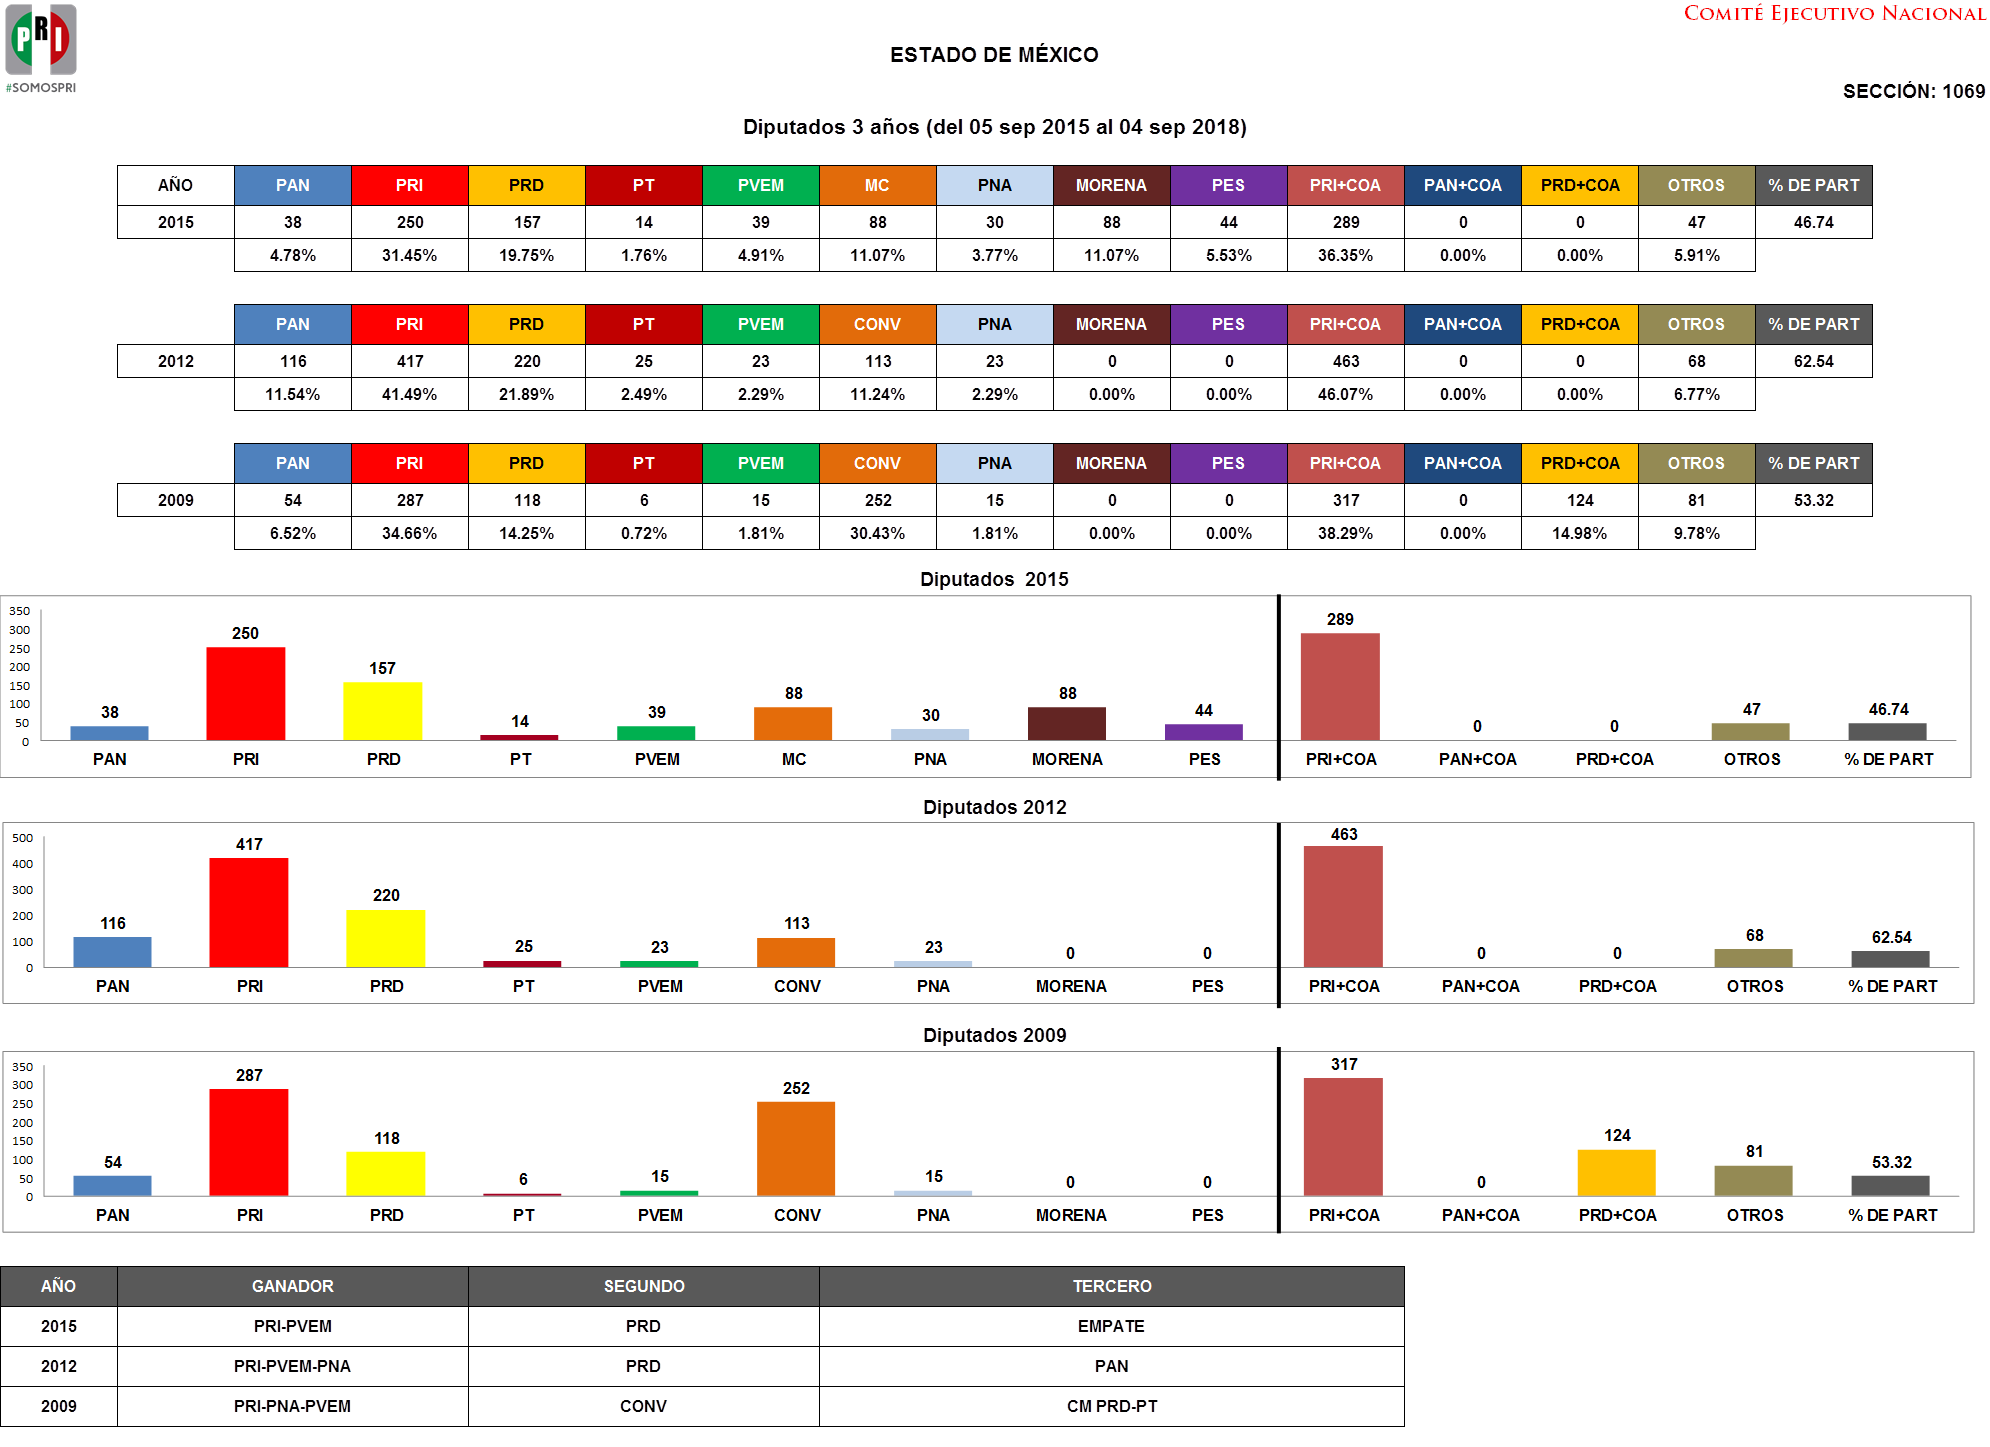 PRI
#SOMOSPRI
COMITÉ EJECUTIVO NACIONAL
ESTADO DE MÉXICO
SECCIÓN: 1069
Diputados 3 años (del 05 sep 2015 al 04 sep 2018)
AÑO PAN PRI PRD PT PVEM MC PNA MORENA PES PRI+COA PAN+COA PRD+COA OTROS % DE PART
2015 38 250 157 14 39 88 30 88 44 289 0 0 47 46.74
4.78% 31.45% 19.75% 1.76% 4.91% 11.07% 3.77% 11.07% 5.53% 36.35% 0.00% 0.00% 5.91%
PAN PRI PRD PT PVEM CONV PNA MORENA PES PRI+COA PAN+COA PRD+COA OTROS % DE PART
2012 116 417 220 25 23 113 23 0 0 463 0 0 68 62.54
11.54% 41.49% 21.89% 2.49% 2.29% 11.24% 2.29% 0.00% 0.00% 46.07% 0.00% 0.00% 6.77%
PAN PRI PRD PT PVEM CONV PNA MORENA PES PRI+COA PAN+COA PRD+COA OTROS % DE PART
2009 54 287 118 6 15 252 15 0 0 317 0 124 81 53.32
6.52% 34.66% 14.25% 0.72% 1.81% 30.43% 1.81% 0.00% 0.00% 38.29% 0.00% 14.98% 9.78%
Diputados 2015
350
300
250
200
150
100
50
0
38 250 157 14 39 88 30 88 44 289 0 0 47 46.74
PAN PRI PRD PT PVEM MC PNA MORENA PES PRI+COA PAN+COA PRD+COA OTROS % DE PART
Diputados 2012
500
400
300
200
100
0
116 417 220 25 23 113 23 0 0 463 0 0 68 62.54
PAN PRI PRD PT PVEM CONV PNA MORENA PES PRI+COA PAN+COA PRD+COA OTROS % DE PART
Diputados 2009
350
300
250
200
150
100
50
0
54 287 118 6 15 252 15 0 0 317 0 124 81 53.32
PAN PRI PRD PT PVEM CONV PNA MORENA PES PRI+COA PAN+COA PRD+COA OTROS % DE PART
AÑO GANADOR SEGUNDO TERCERO
2015 PRI-PVEM PRD EMPATE
2012 PRI-PVEM-PNA PRD PAN
2009 PRI-PNA-PVEM CONV CM PRD-PT